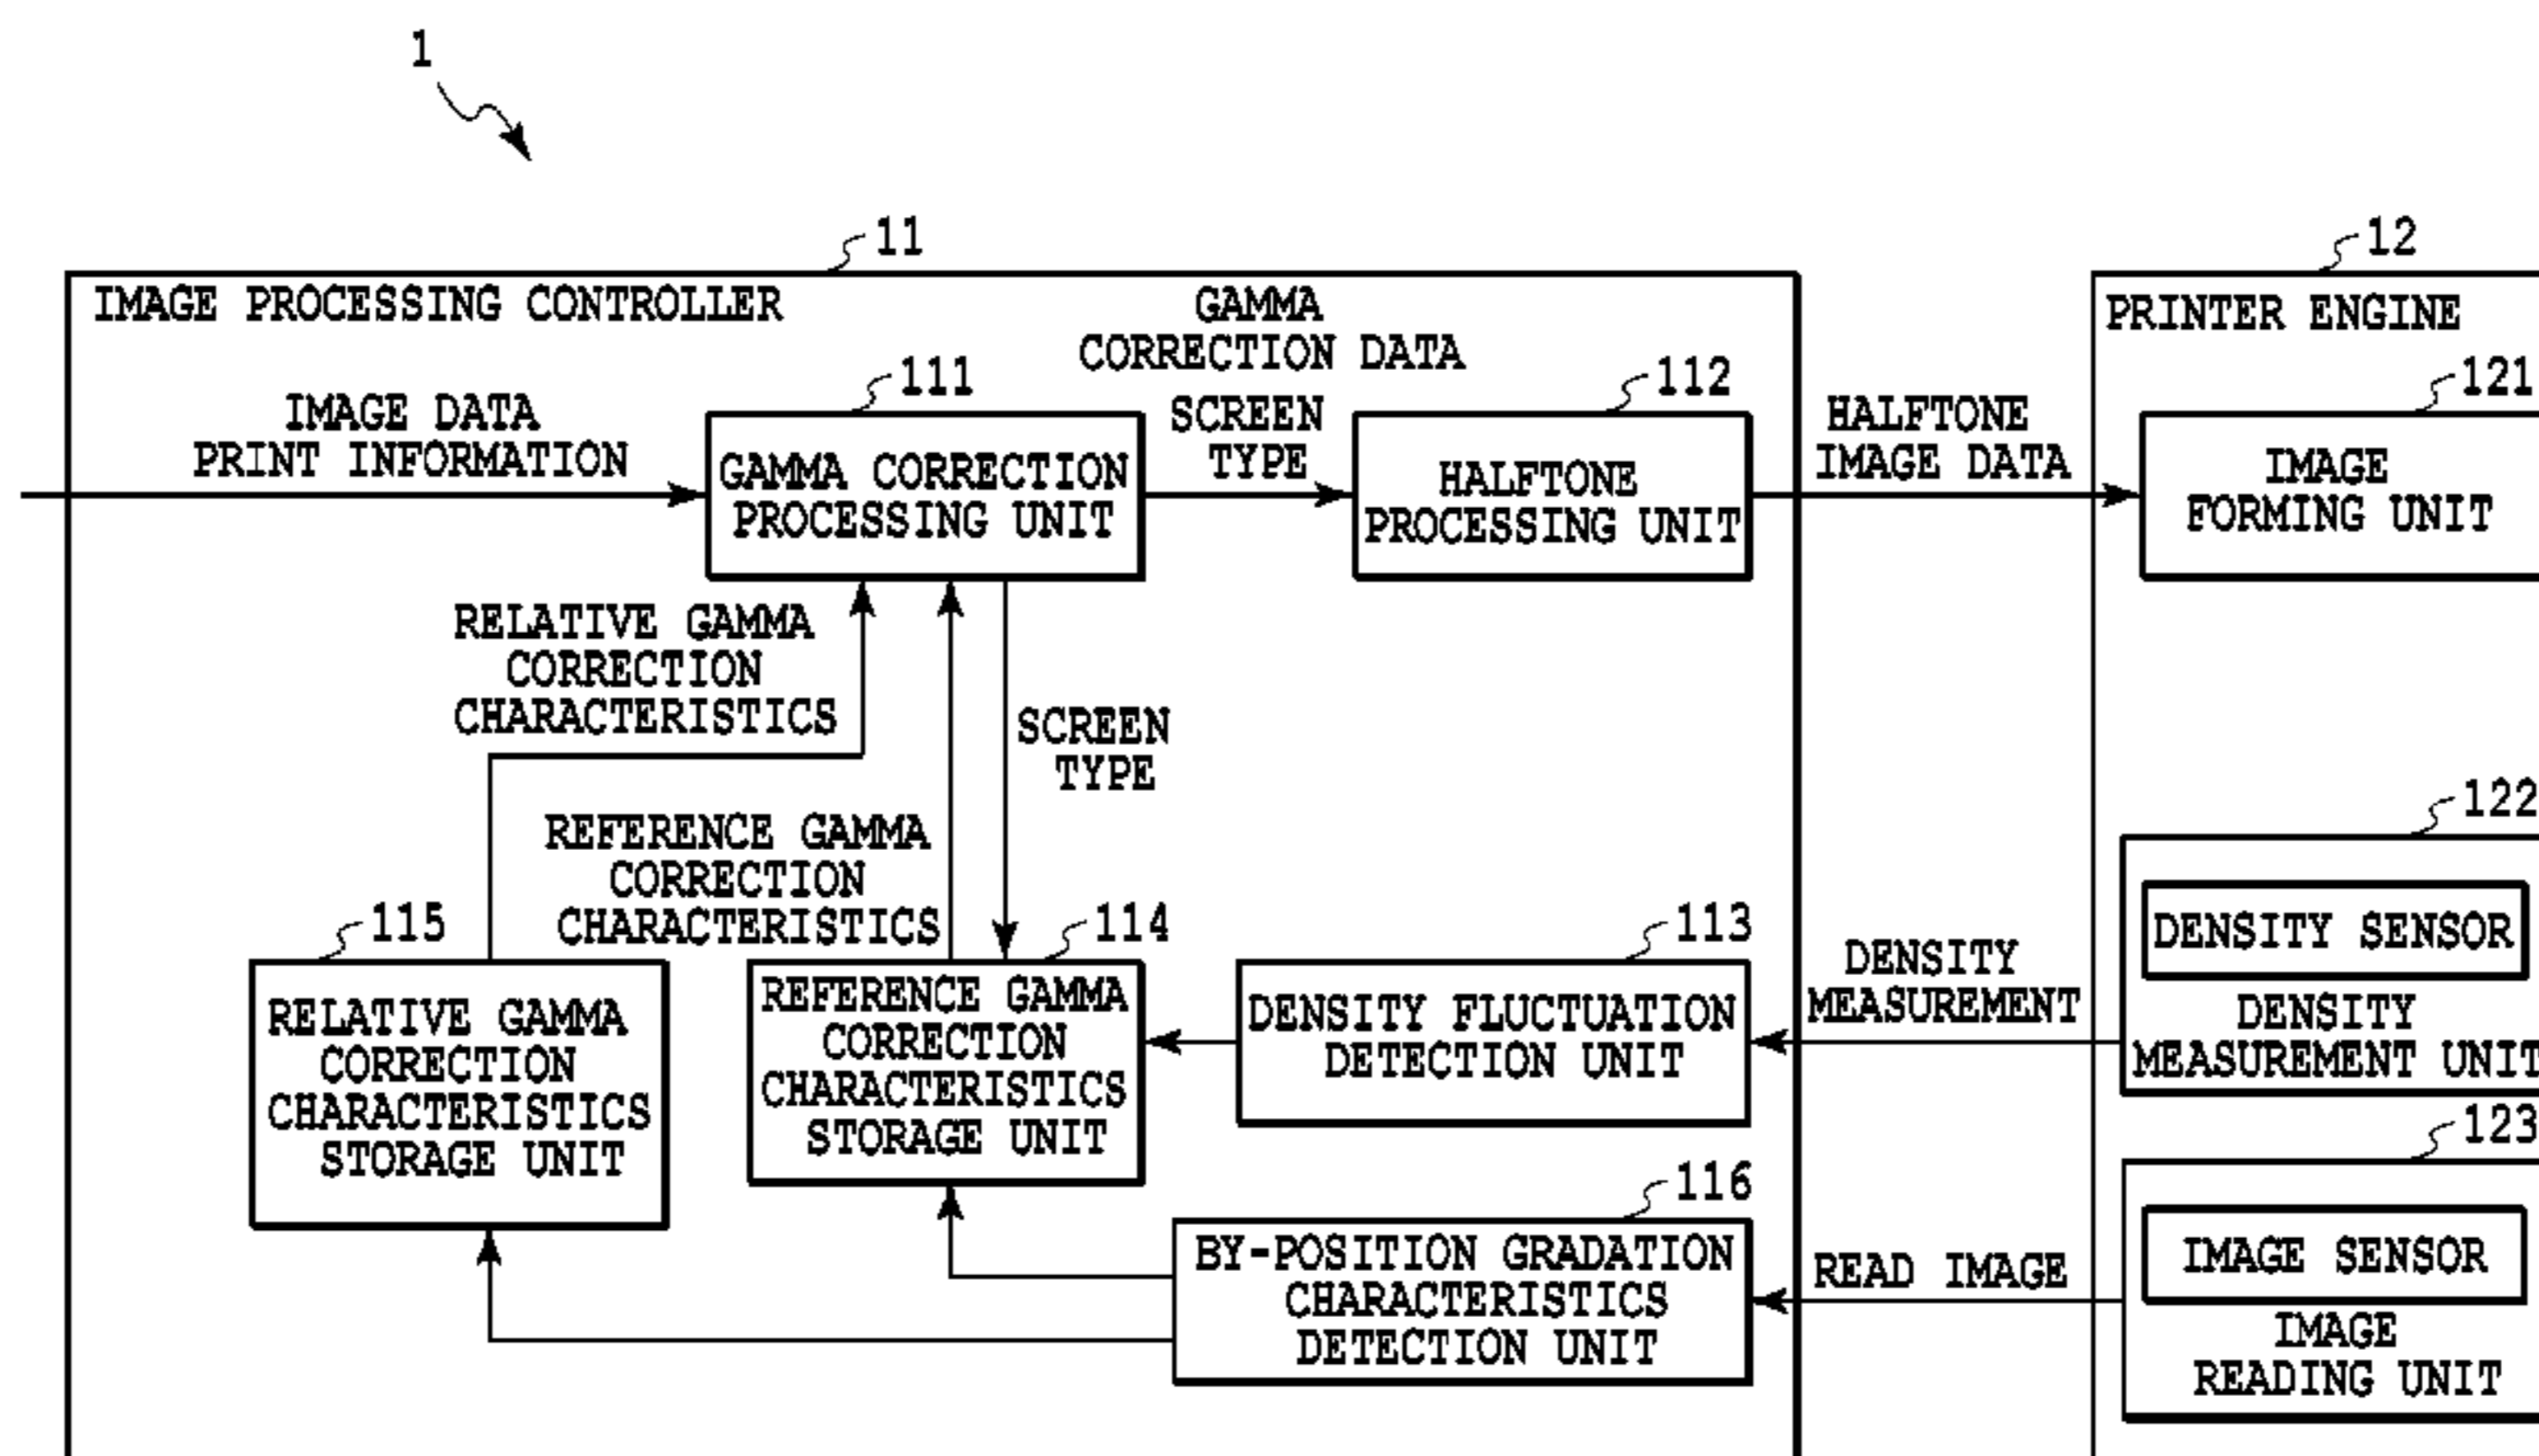 1
11
12
IMAGE PROCESSING CONTROLLER
GAMMA
CORRECTION DATA
PRINTER ENGINE
111
112
121
IMAGE DATA
PRINT INFORMATION
SCREEN
TYPE
HALFTONE
IMAGE DATA
GAMMA CORRECTION
PROCESSING UNIT
HALFTONE
PROCESSING UNIT
IMAGE
FORMING UNIT
RELATIVE GAMMA
CORRECTION
CHARACTERISTICS
SCREEN
TYPE
REFERENCE GAMMA
CORRECTION
CHARACTERISTICS
122
115
114
113
DENSITY
MEASUREMENT
DENSITY SENSOR
DENSITY
MEASUREMENT UNIT
RELATIVE GAMMA
CORRECTION
CHARACTERISTICS
STORAGE UNIT
REFERENCE GAMMA
CORRECTION
CHARACTERISTICS
STORAGE UNIT
DENSITY FLUCTUATION
DETECTION UNIT
123
116
BY-POSITION GRADATION
CHARACTERISTICS
DETECTION UNIT
READ IMAGE
IMAGE SENSOR
IMAGE
READING UNIT